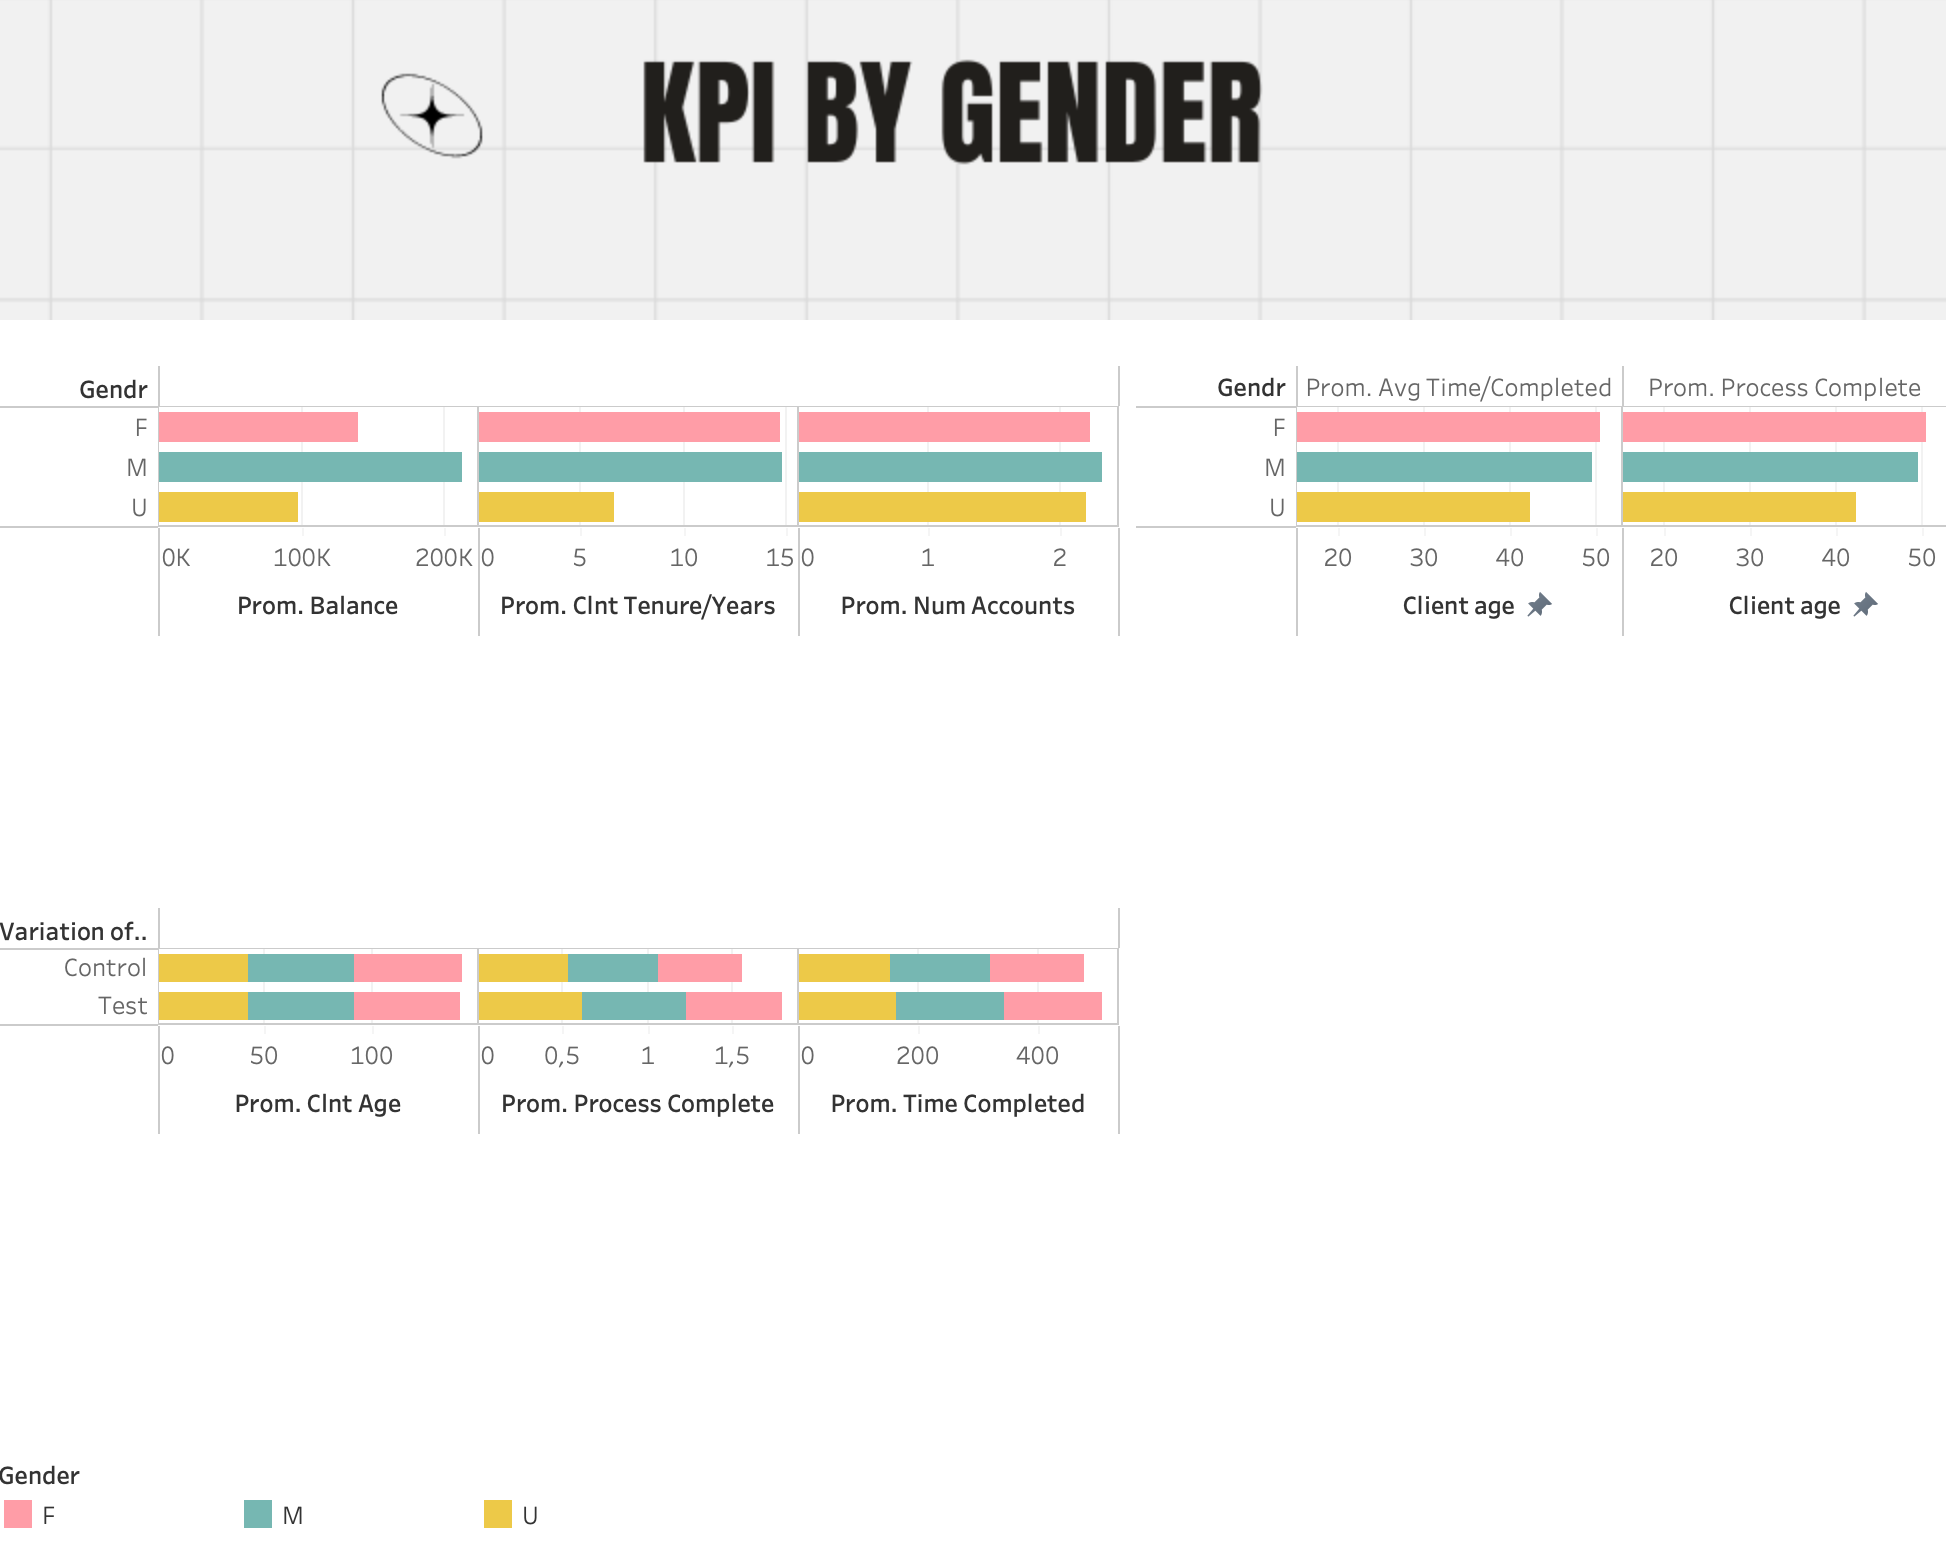 KPI BY GENDER
Gendr
F
M
U
0K 100K 200K 0 5 10 15 0 1 2
Prom. Balance Prom. Clnt Tenure/Years Prom. Num Accounts
Gendr Prom. Avg Time/Completed Prom. Process Complete
F
M
U
20 30 40 50 20 30 40 50
Client age Client age
Variation of..
Control
Test
0 50 100 0 0,5 1 1,5 0 200 400
Prom. Clnt Age Prom. Process Complete Prom. Time Completed
Gender
F M U